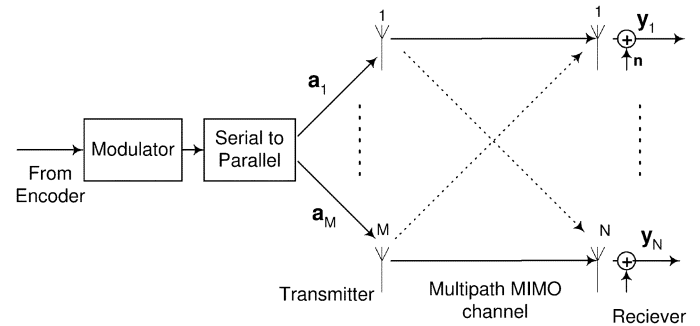 1
1
y1
a1
n
Modulator
Serial to
Parallel
From
Encoder
aM
M
N
yN
Transmitter
Multipath MIMO
channel
Reciever